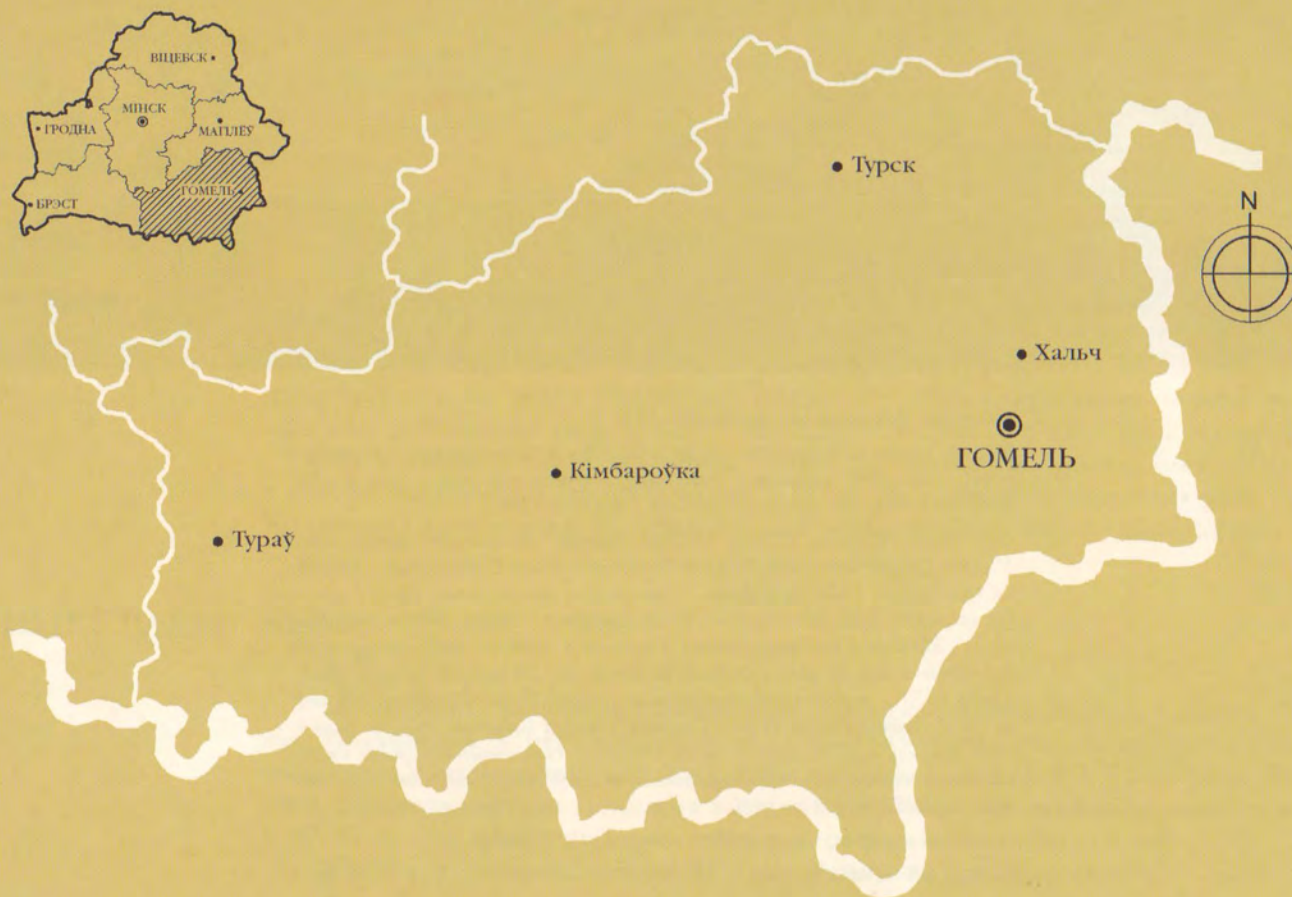 ВІЦЕБСК
МІНСК
ГРОДНА
МАГІЛЁЎ
ГОМЕЛЬ
БРЭСТ
Турск
N
Хальч
ГОМЕЛЬ
Кімбароўка
Тураў